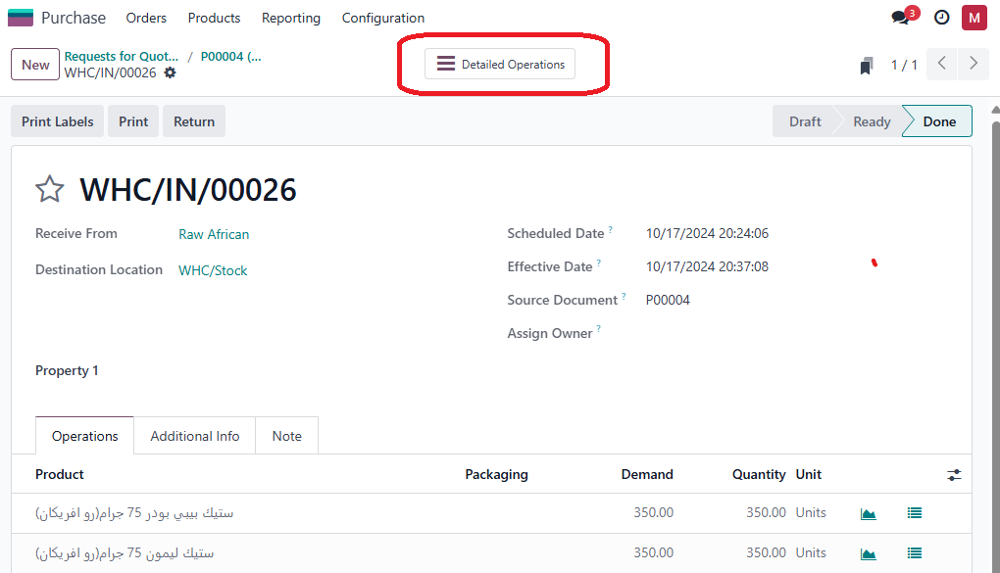 Purchase Orders Products Reporting Configuration 3 M
New Requests for Quot... / P00004 (...
WHC/IN/00026
Detailed Operations
1 / 1
Print Labels Print Return Draft Ready Done
WHC/IN/00026
Receive From Raw African
Destination Location WHC/Stock
Scheduled Date ? 10/17/2024 20:24:06
Effective Date ? 10/17/2024 20:37:08
Source Document ? P00004
Assign Owner ?
Property 1
Operations Additional Info Note
Product Packaging Demand Quantity Unit
ستيك بيبي بودر 75 جرام(رو افريكان) 350.00 350.00 Units
ستيك ليمون 75 جرام(رو افريكان) 350.00 350.00 Units